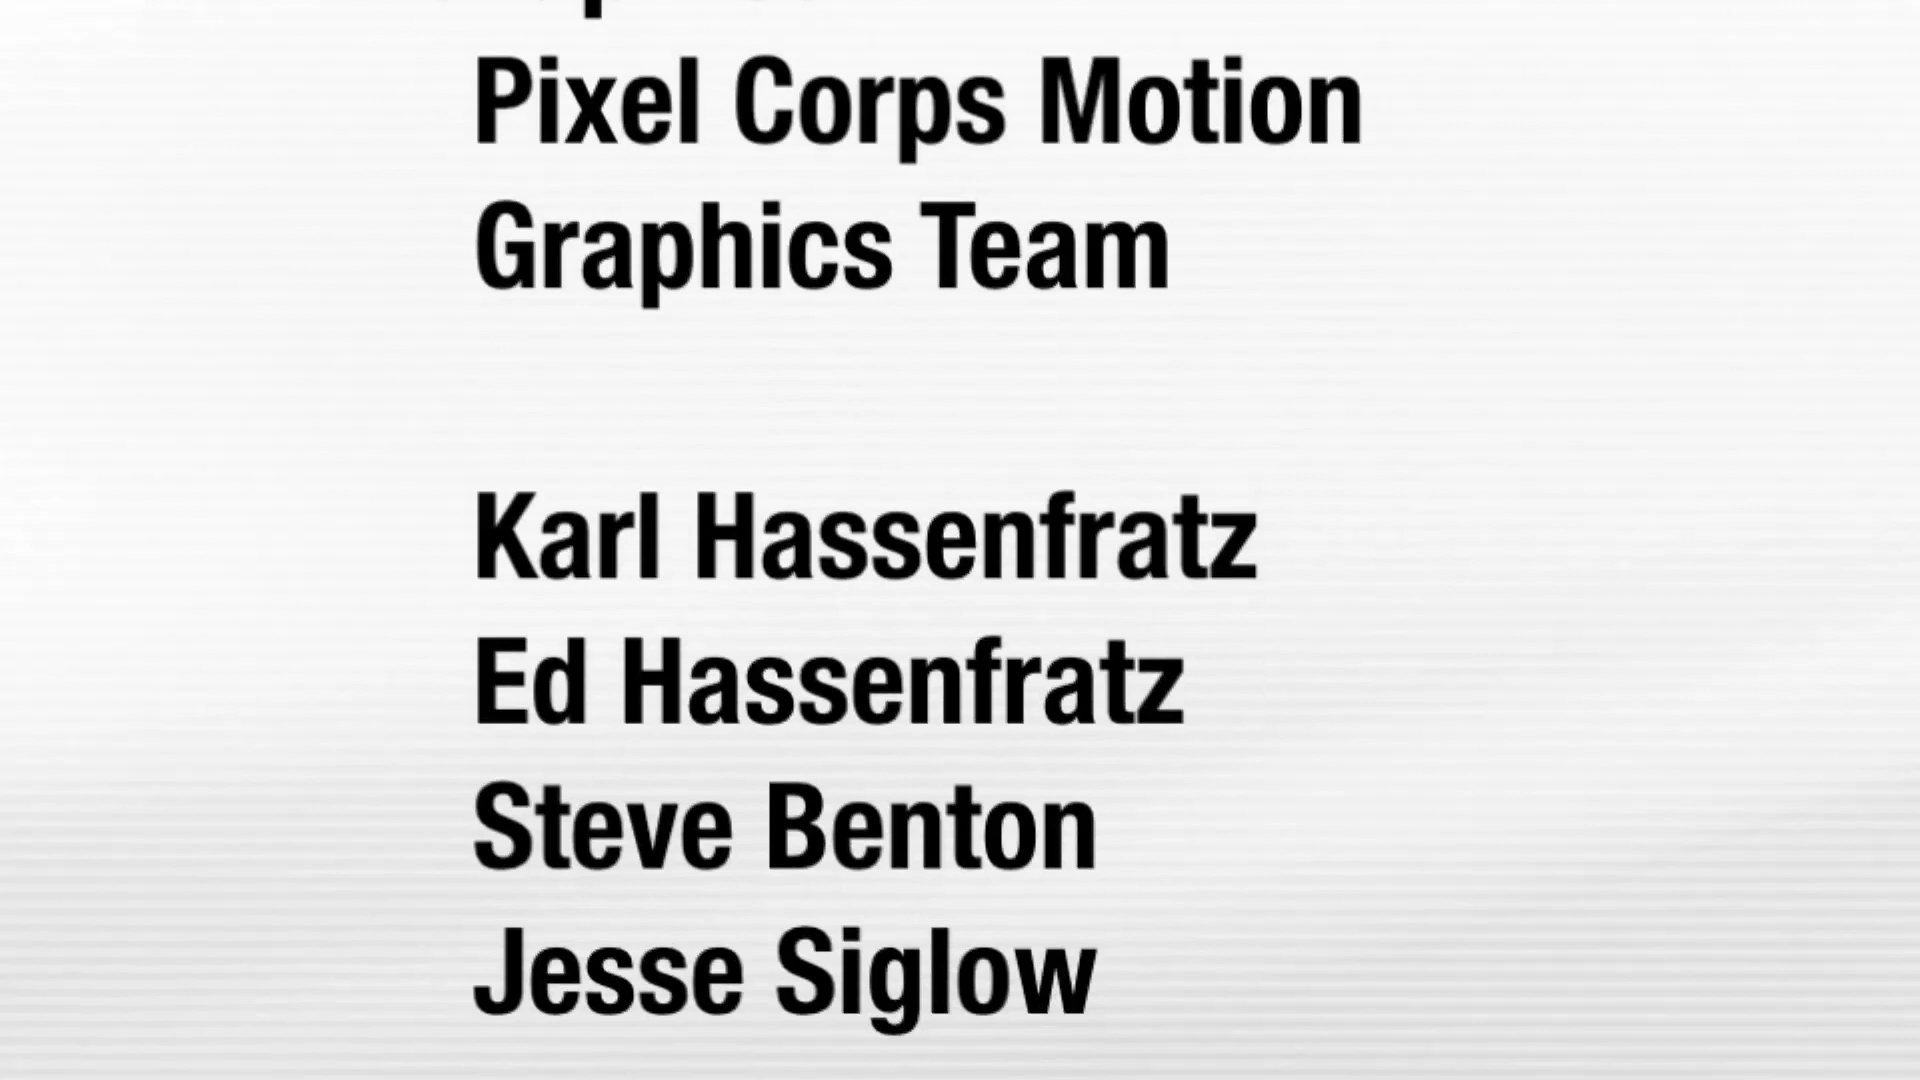 Pixel Corps Motion
Graphics Team
Karl Hassenfratz
Ed Hassenfratz
Steve Benton
Jesse Siglow